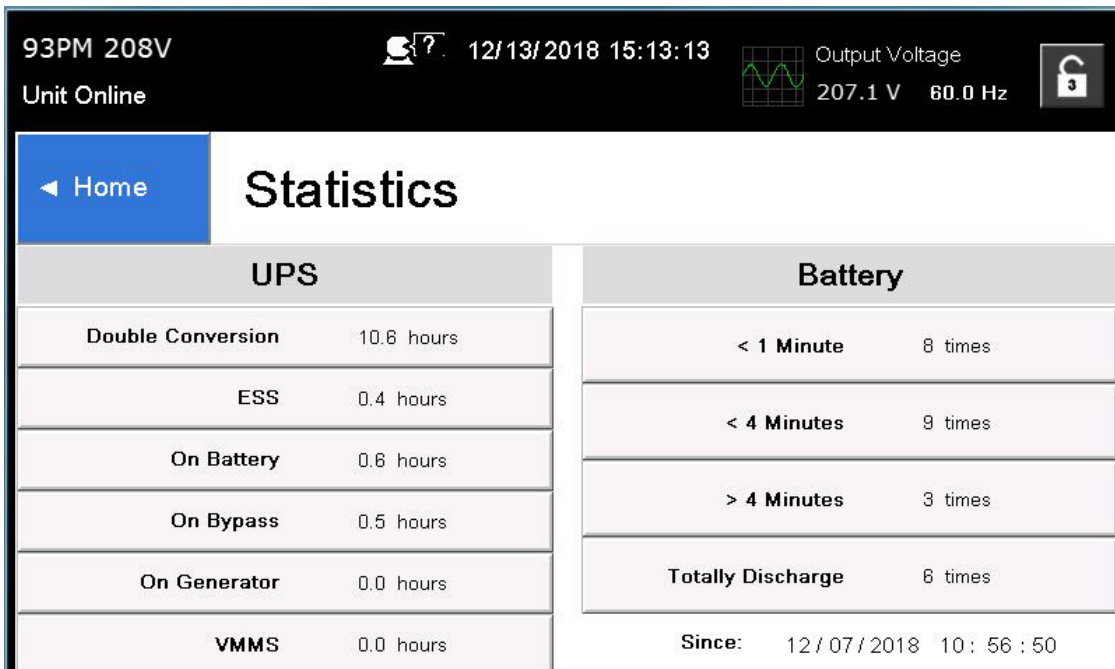 93PM 208V
Unit Online
? 12/13/2018 15:13:13
Output Voltage
207.1 V 60.0 Hz
3
◄ Home
Statistics
UPS
Double Conversion 10.6 hours
ESS 0.4 hours
On Battery 0.6 hours
On Bypass 0.5 hours
On Generator 0.0 hours
VMMS 0.0 hours
Battery
< 1 Minute 8 times
< 4 Minutes 9 times
> 4 Minutes 3 times
Totally Discharge 6 times
Since: 12/07/2018 10:56:50